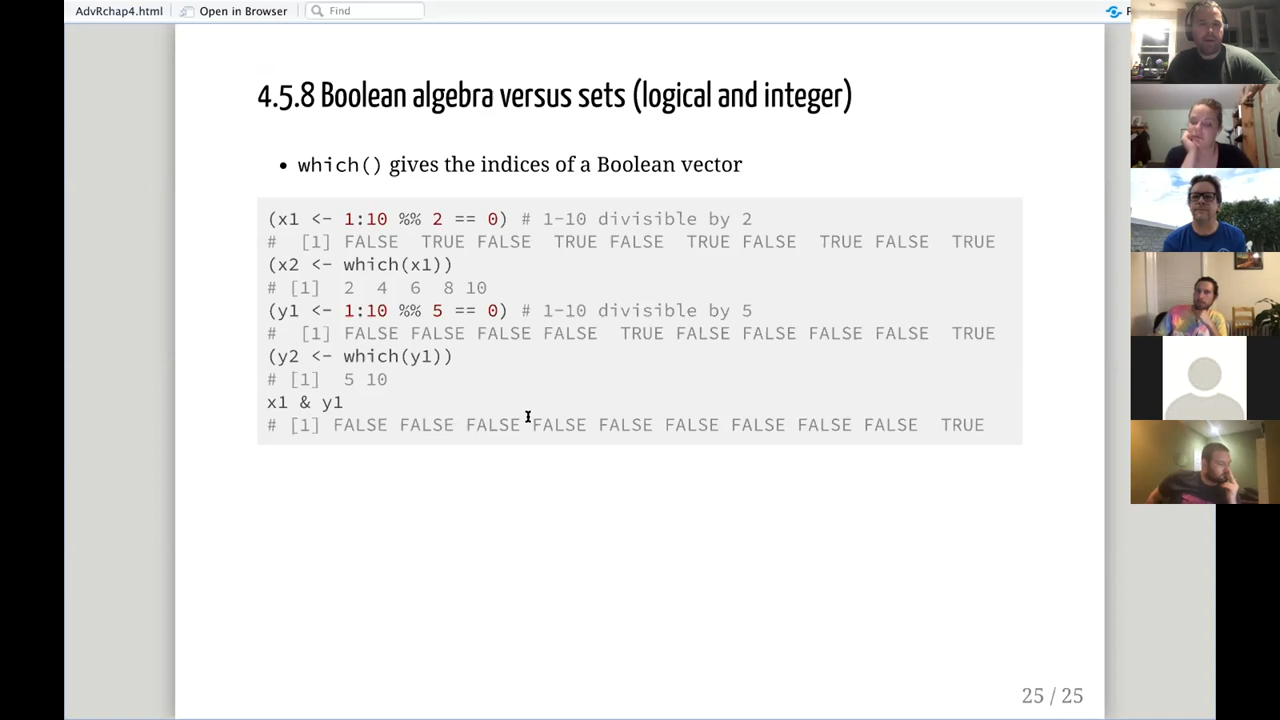 AdvRchap4.html Open in Browser Find
4.5.8 Boolean algebra versus sets (logical and integer)
• which() gives the indices of a Boolean vector
(x1 <- 1:10 %% 2 == 0) # 1-10 divisible by 2
#  [1] FALSE  TRUE FALSE  TRUE FALSE  TRUE FALSE  TRUE FALSE  TRUE
(x2 <- which(x1))
# [1]  2  4  6  8 10
(y1 <- 1:10 %% 5 == 0) # 1-10 divisible by 5
#  [1] FALSE FALSE FALSE FALSE  TRUE FALSE FALSE FALSE FALSE  TRUE
(y2 <- which(y1))
# [1]  5 10
x1 & y1
# [1] FALSE FALSE FALSE FALSE FALSE FALSE FALSE FALSE FALSE  TRUE
25 / 25